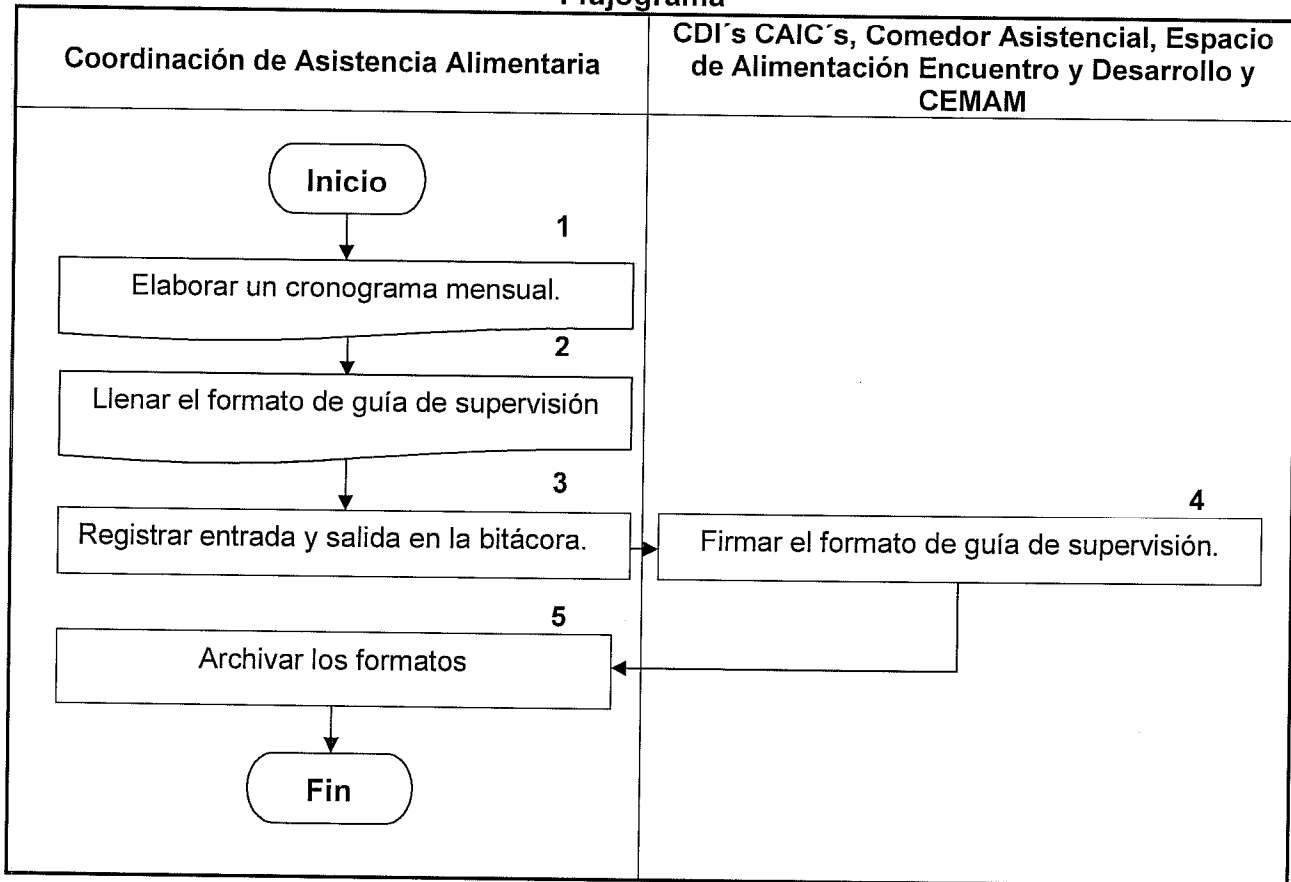 Flujograma
Coordinación de Asistencia Alimentaria
CDI´s CAIC´s, Comedor Asistencial, Espacio
de Alimentación Encuentro y Desarrollo y
CEMAM
Inicio
1
Elaborar un cronograma mensual.
2
Llenar el formato de guía de supervisión
3
Registrar entrada y salida en la bitácora.
4
Firmar el formato de guía de supervisión.
5
Archivar los formatos
Fin